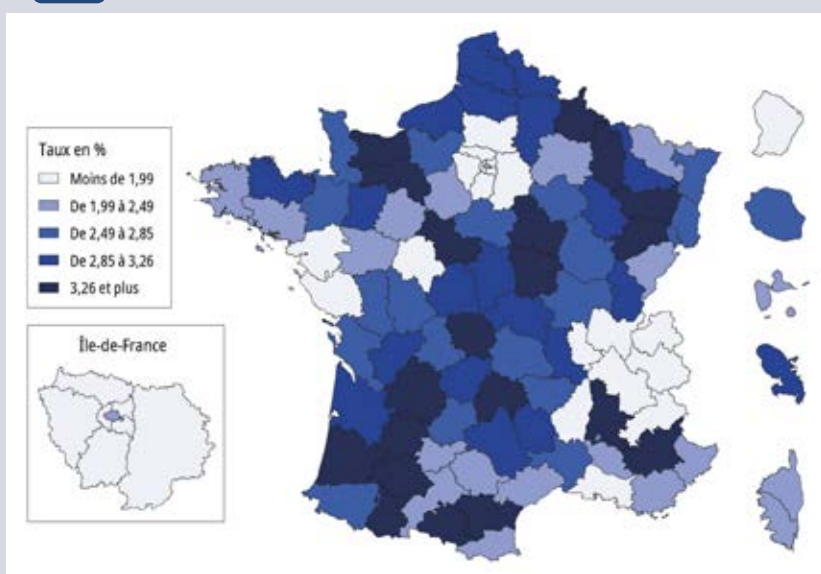 Taux en %
Moins de 1,99
De 1,99 à 2,49
De 2,49 à 2,85
De 2,85 à 3,26
3,26 et plus
Île-de-France